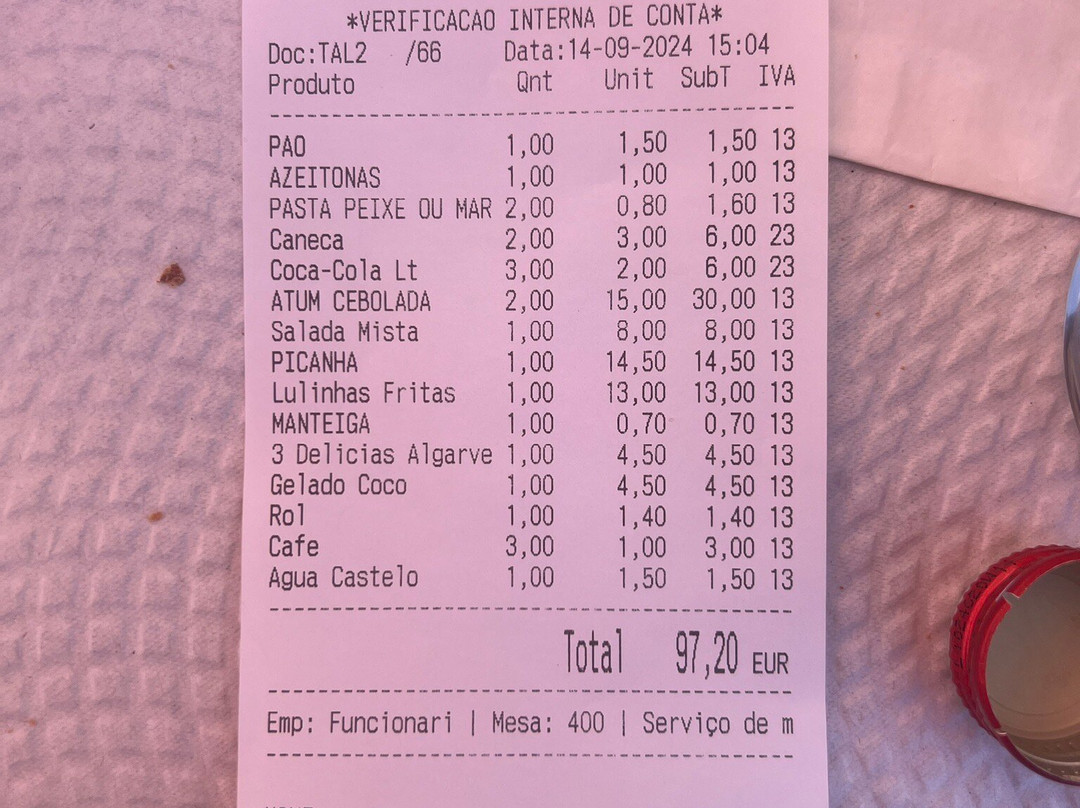 *VERIFICACAO INTERNA DE CONTA*
Doc:TAL2 /66 Data:14-09-2024 15:04
Produto Qnt Unit SubT IVA
PAO 1,00 1,50 1,50 13
AZEITONAS 1,00 1,00 1,00 13
PASTA PEIXE OU MAR 2,00 0,80 1,60 13
Caneca 2,00 3,00 6,00 23
Coca-Cola Lt 3,00 2,00 6,00 23
ATUM CEBOLADA 2,00 15,00 30,00 13
Salada Mista 1,00 8,00 8,00 13
PICANHA 1,00 14,50 14,50 13
Lulinhas Fritas 1,00 13,00 13,00 13
MANTEIGA 1,00 0,70 0,70 13
3 Delicias Algarve 1,00 4,50 4,50 13
Gelado Coco 1,00 4,50 4,50 13
Rol 1,00 1,40 1,40 13
Cafe 3,00 1,00 3,00 13
Agua Castelo 1,00 1,50 1,50 13
Total 97,20 EUR
Emp: Funcionari | Mesa: 400 | Serviço de m